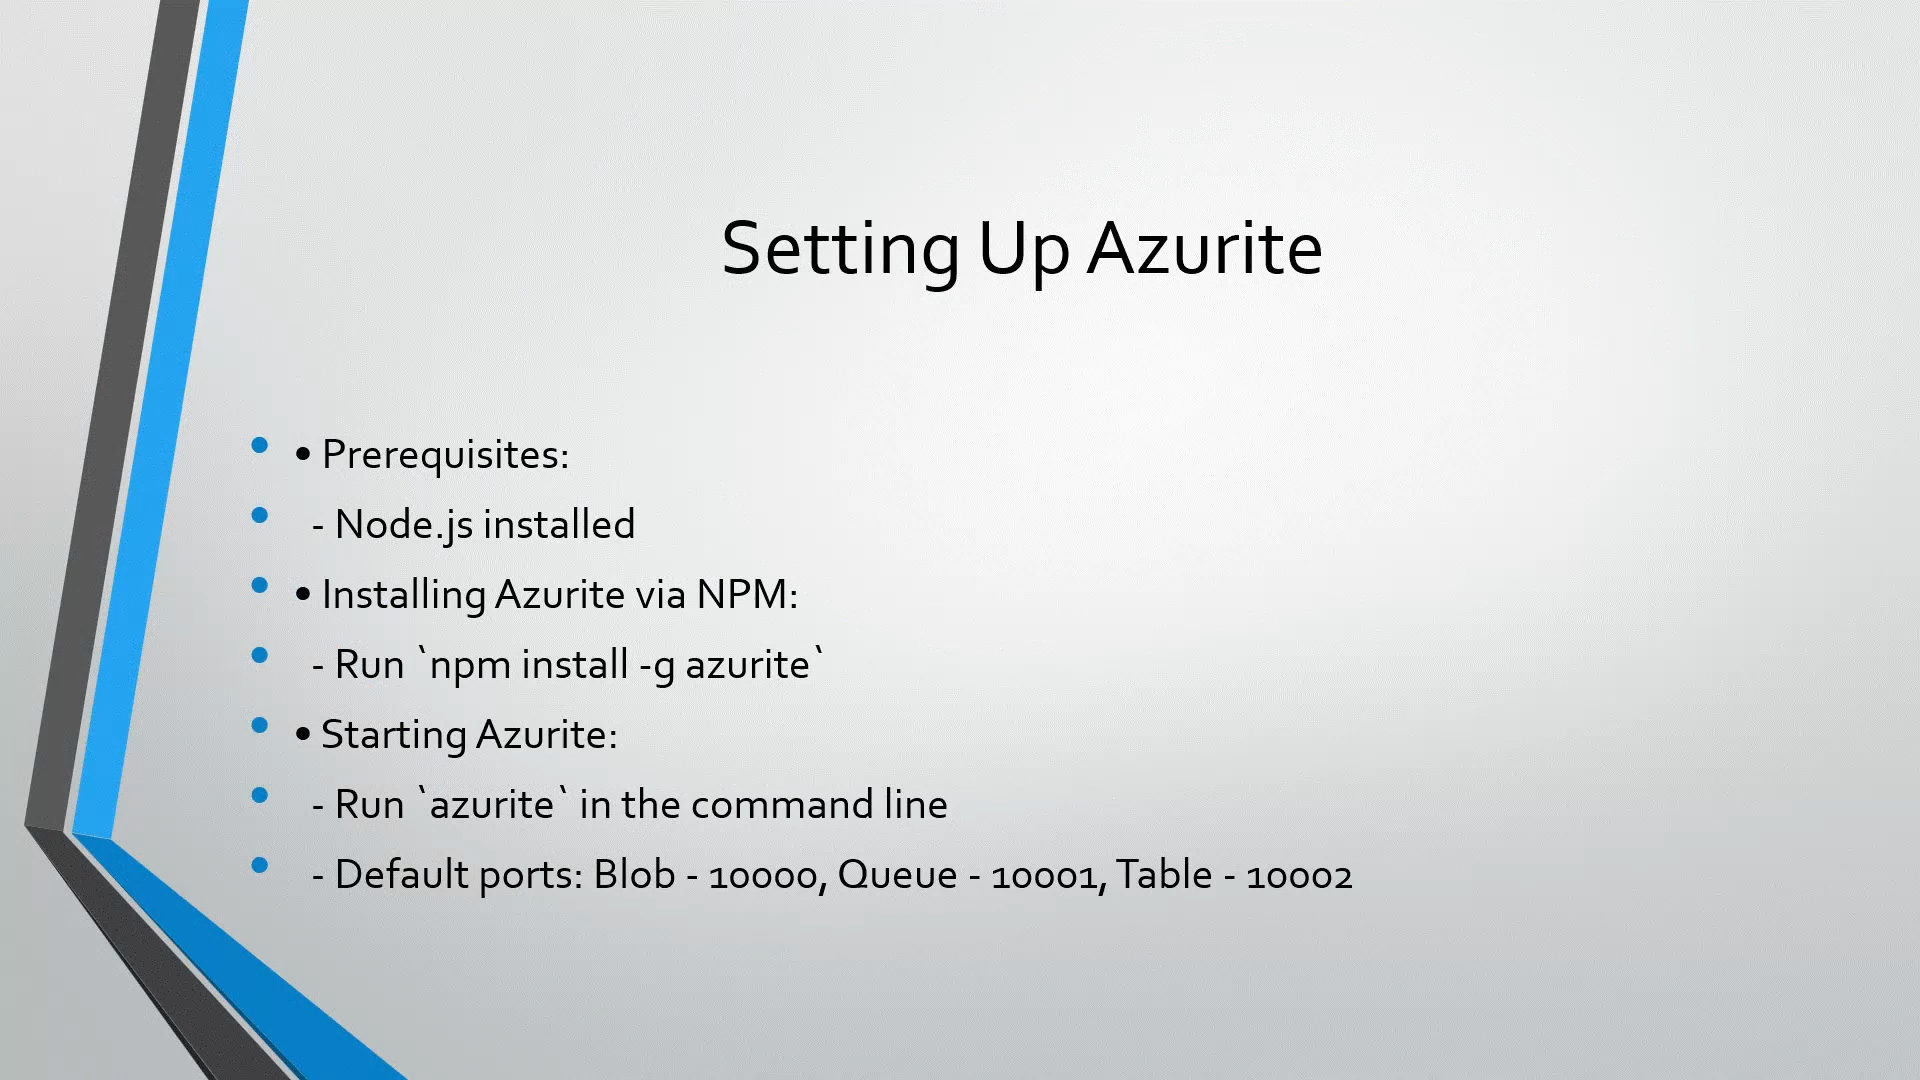 Setting Up Azurite
• • Prerequisites:
• - Node.js installed
• • Installing Azurite via NPM:
• - Run `npm install -g azurite`
• • Starting Azurite:
• - Run `azurite` in the command line
• - Default ports: Blob - 10000, Queue - 10001, Table - 10002